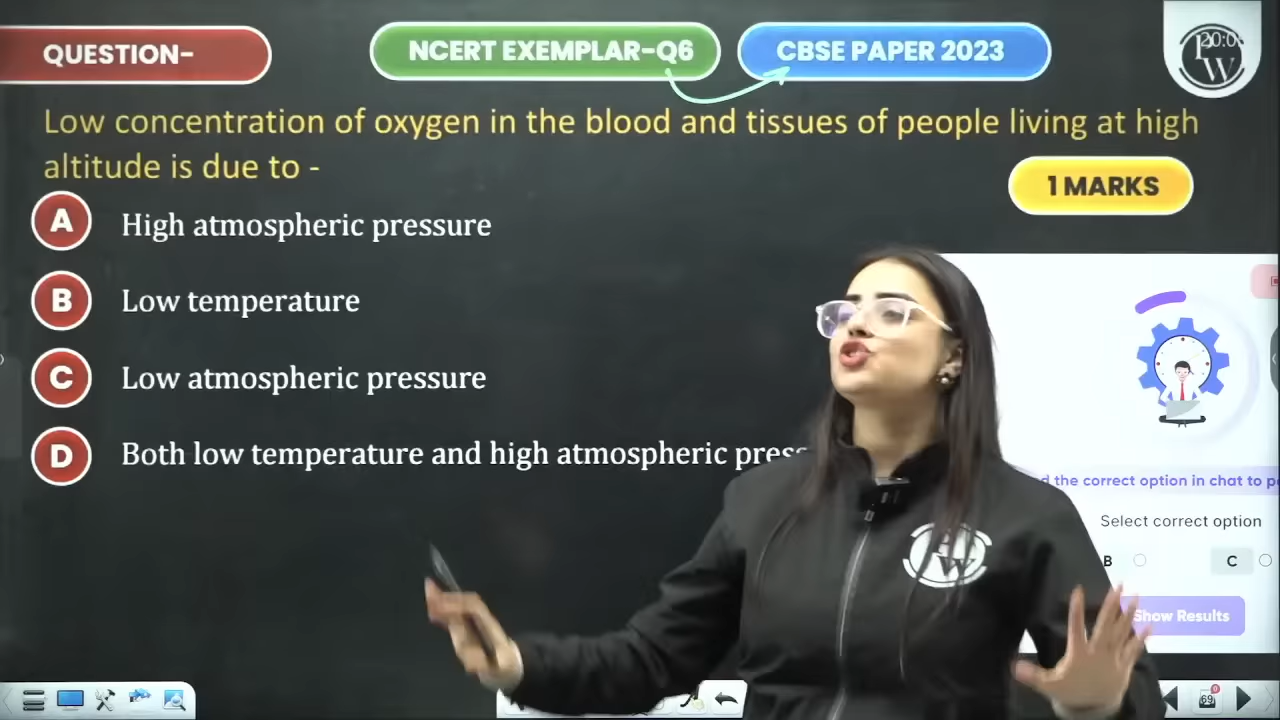 QUESTION-
NCERT EXEMPLAR-Q6
CBSE PAPER 2023
Low concentration of oxygen in the blood and tissues of people living at high
altitude is due to -
1 MARKS
A High atmospheric pressure
B Low temperature
C Low atmospheric pressure
D Both low temperature and high atmospheric
the correct option in chat to
Select correct option
B
C
Show Results
W
69